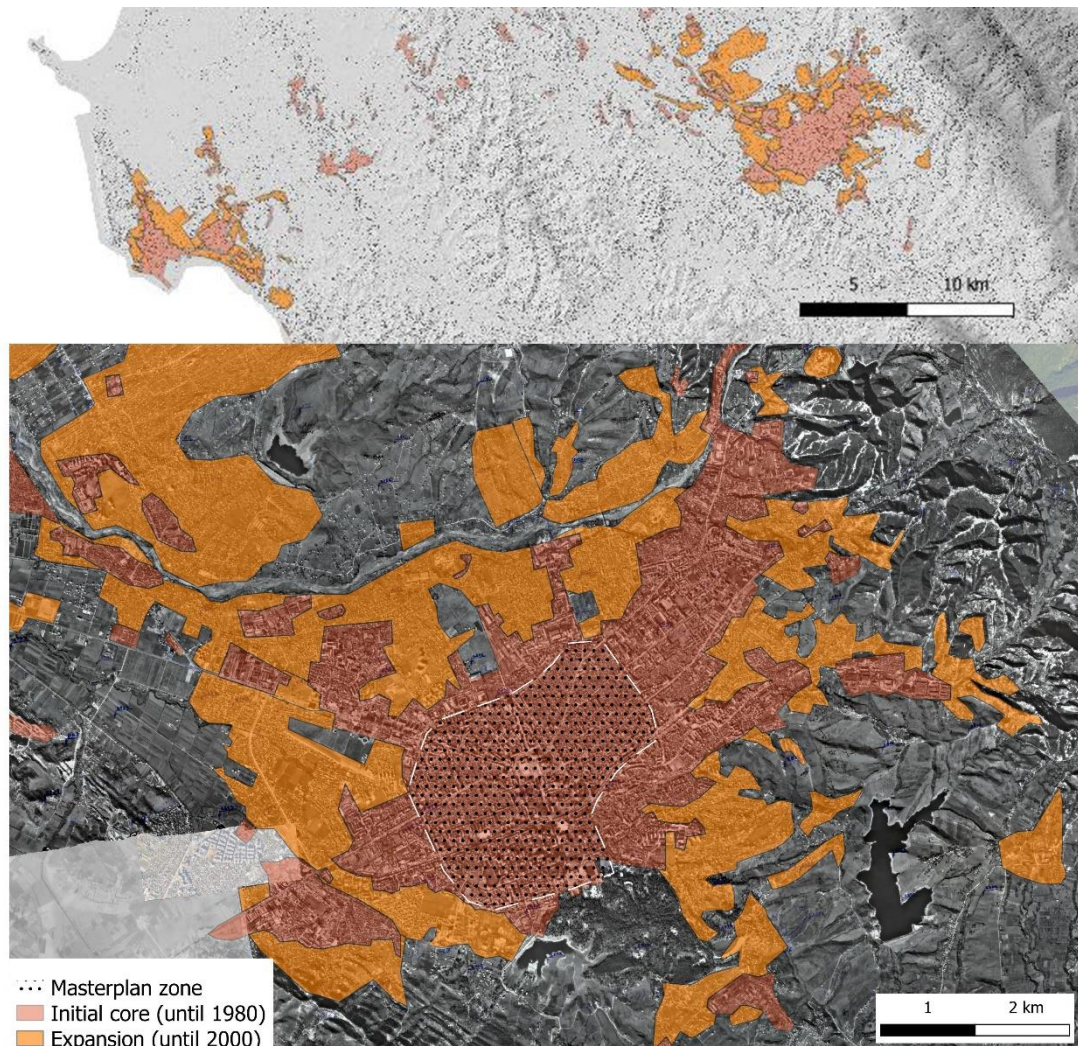 5 10 km
Masterplan zone
Initial core (until 1980)
Expansion (until 2000)
1 2 km